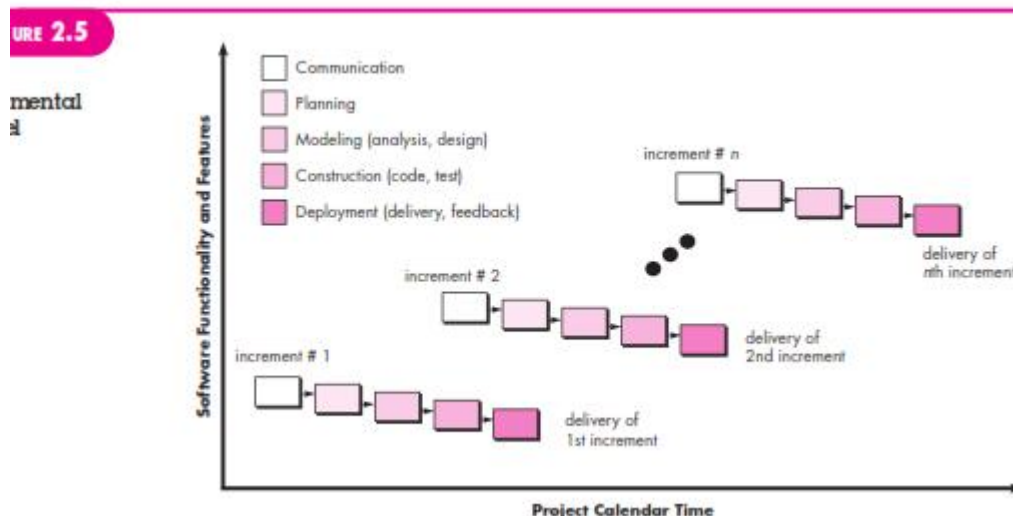 URE 2.5
mental
el
Communication
Planning
Modeling (analysis, design)
Construction (code, test)
Deployment (delivery, feedback)
Software Functionality and Features
increment # n
delivery of
nth increment
increment # 2
delivery of
2nd increment
increment # 1
delivery of
1st increment
Project Calendar Time